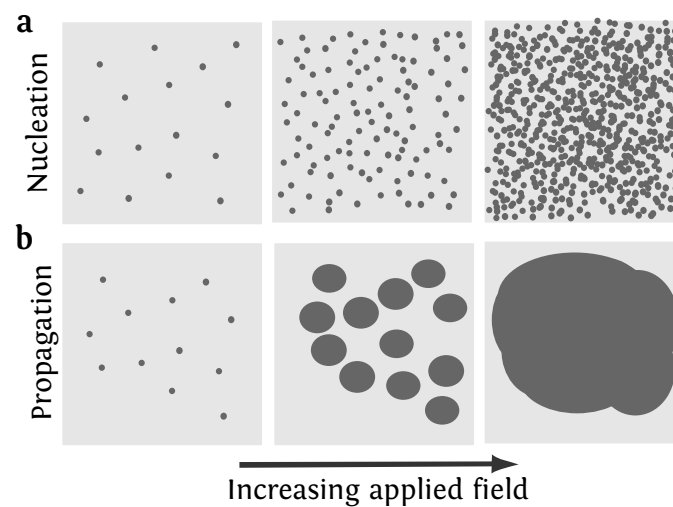 a
Nucleation
b
Propagation
Increasing applied field